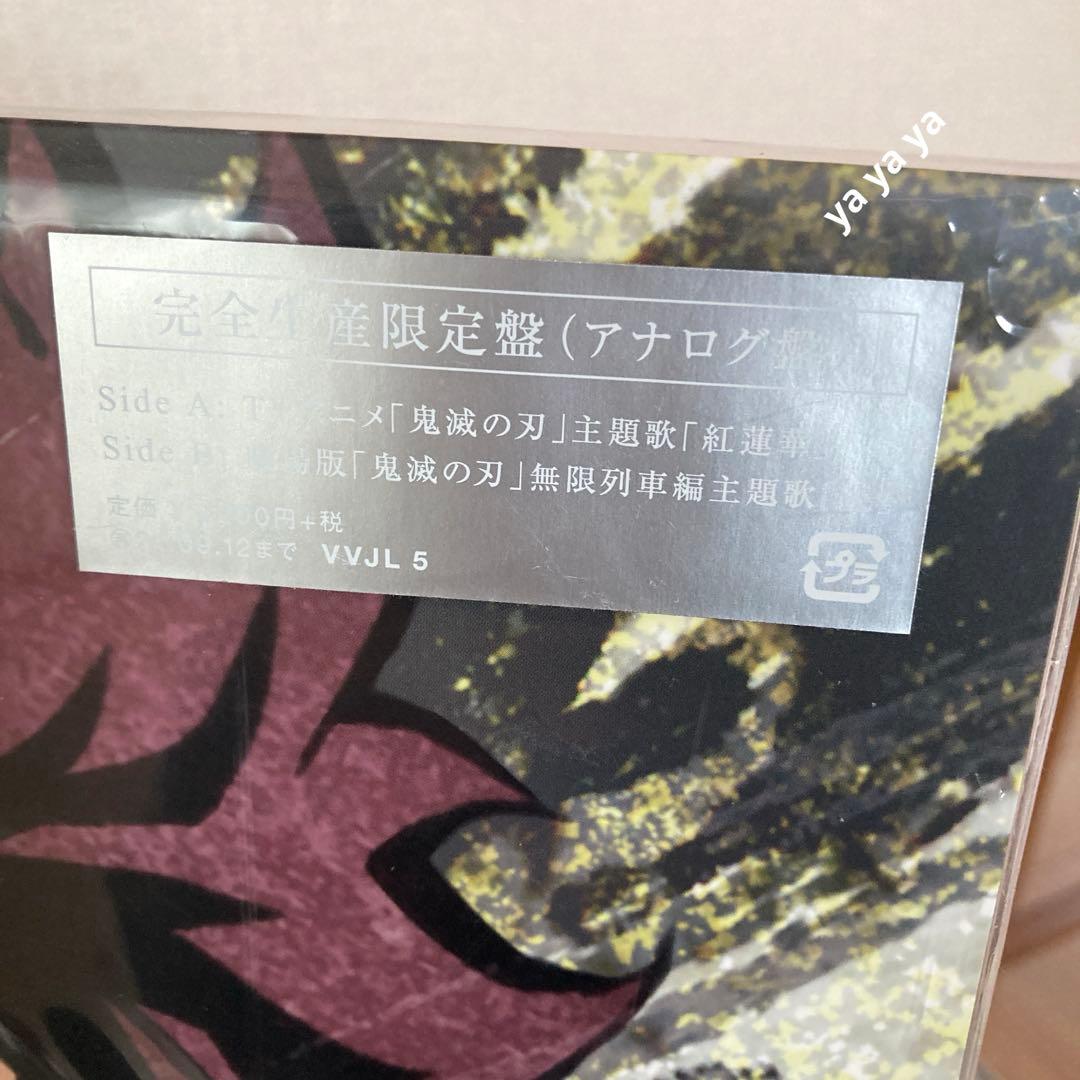 ya ya ya
完全生産限定盤(アナログ盤
Side A: TVアニメ「鬼滅の刃」主題歌「紅蓮華
Side B: 劇場版「鬼滅の刃」無限列車編主題歌
定価 0円+税
09.12まで VVJL 5
プラ